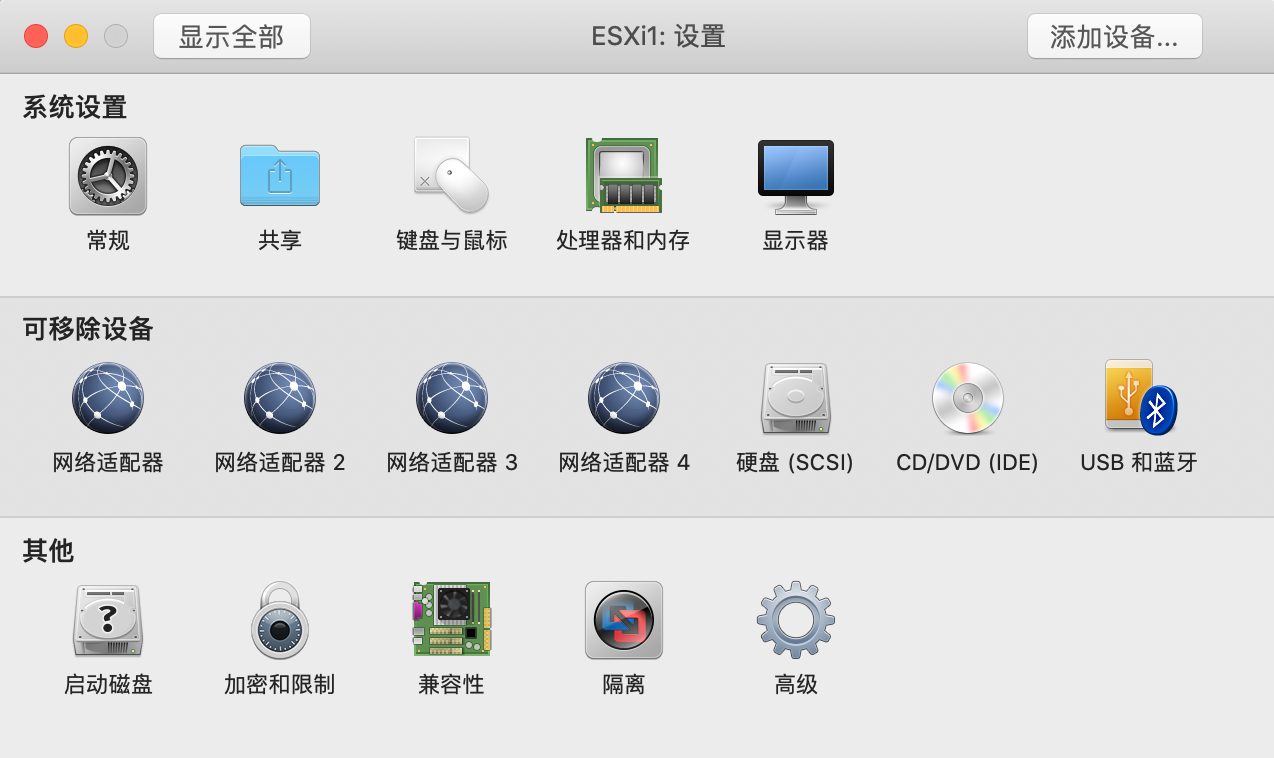 显示全部
ESXi1: 设置
添加设备...
系统设置
常规
共享
键盘与鼠标
处理器和内存
显示器
可移除设备
网络适配器
网络适配器 2
网络适配器 3
网络适配器 4
硬盘 (SCSI)
CD/DVD (IDE)
USB 和蓝牙
其他
启动磁盘
加密和限制
兼容性
隔离
高级